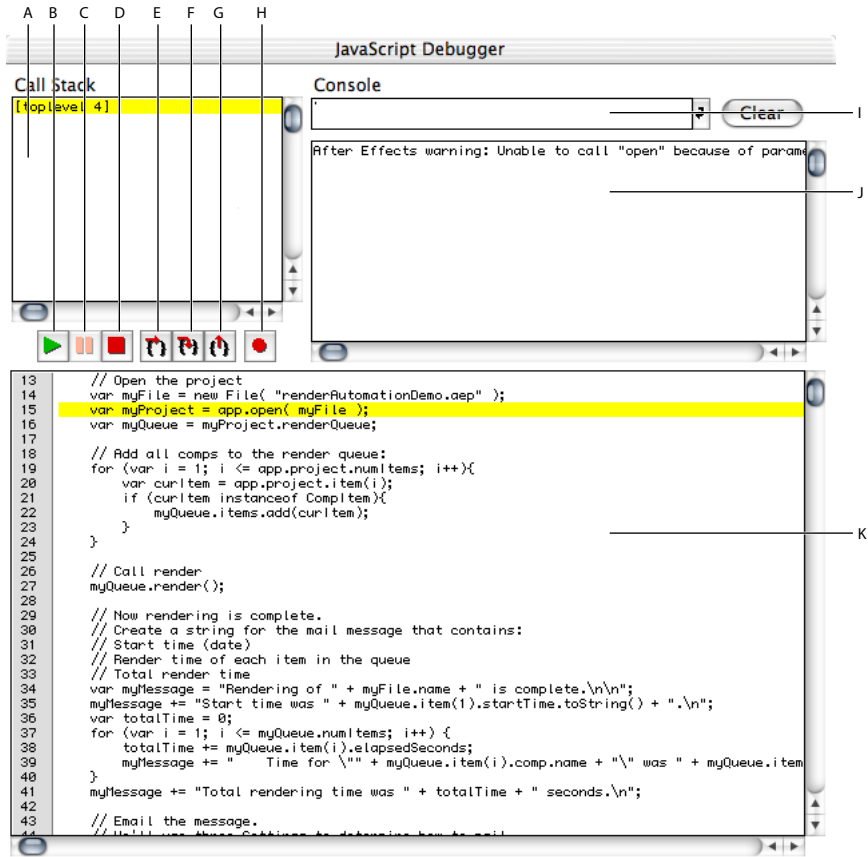 A B C D E F G H
JavaScript Debugger
Call Stack
Console
[toplevel 4]
Clear
I
After Effects warning: Unable to call "open" because of parame
J
13 // Open the project
14 var myFile = new File( "renderAutomationDemo.aep" );
15 var myProject = app.open( myFile );
16 var myQueue = myProject.renderQueue;
17
18 // Add all comps to the render queue:
19 for (var i = 1; i <= app.project.numItems; i++){
20 var curItem = app.project.item(i);
21 if (curItem instanceof CompItem){
22 myQueue.items.add(curItem);
23 }
24 }
K
25
26 // Call render
27 myQueue.render();
28
29 // Now rendering is complete.
30 // Create a string for the mail message that contains:
31 // Start time (date)
32 // Render time of each item in the queue
33 // Total render time
34 var myMessage = "Rendering of " + myFile.name + " is complete.\n\n";
35 myMessage += "Start time was " + myQueue.item(1).startTime.toString() + ".\n";
36 var totalTime = 0;
37 for (var i = 1; i <= myQueue.numItems; i++) {
38 totalTime += myQueue.item(i).elapsedSeconds;
39 myMessage += " Time for \"" + myQueue.item(i).comp.name + "\" was " + myQueue.item
40 }
41 myMessage += "Total rendering time was " + totalTime + " seconds.\n";
42
43 // Email the message.